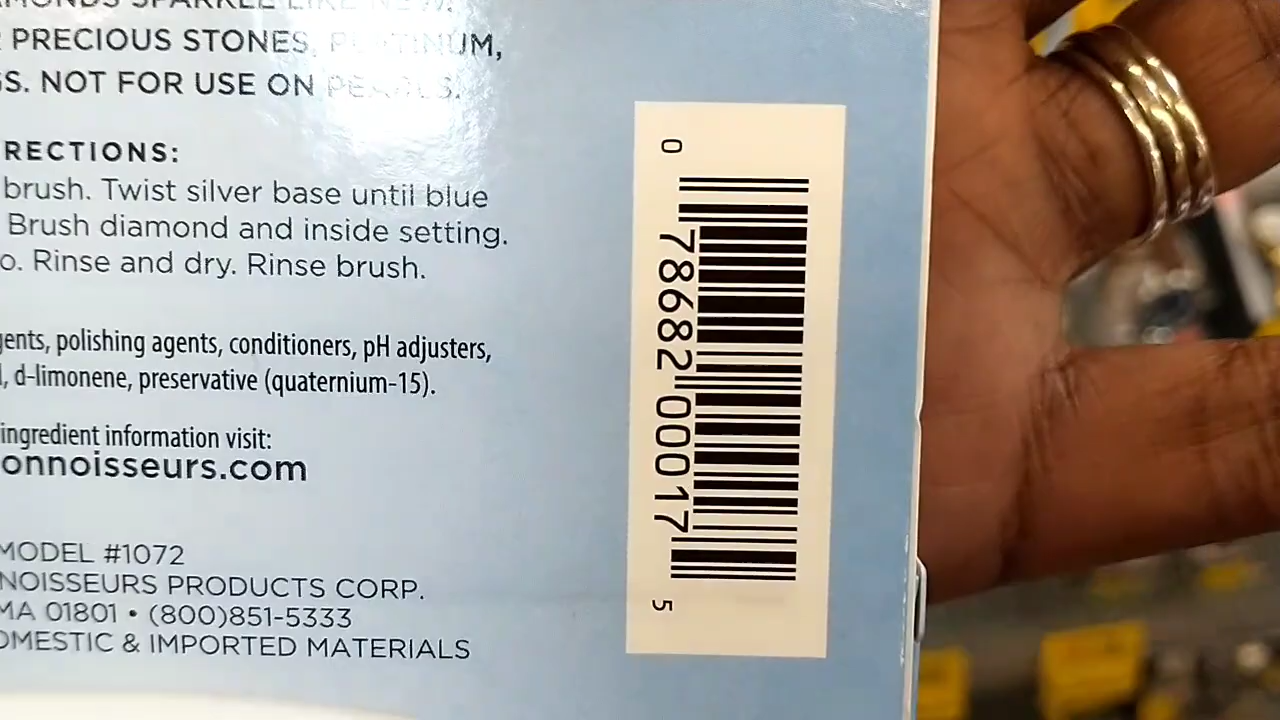 PRECIOUS STONES, PLATINUM,
S. NOT FOR USE ON PEARLS.
RECTIONS:
brush. Twist silver base until blue
Brush diamond and inside setting.
o. Rinse and dry. Rinse brush.
gents, polishing agents, conditioners, pH adjusters,
d-limonene, preservative (quaternium-15).
ingredient information visit:
onnoisseurs.com
MODEL #1072
NOISSEURS PRODUCTS CORP.
MA 01801 • (800)851-5333
OMESTIC & IMPORTED MATERIALS
0 78682 00017 5